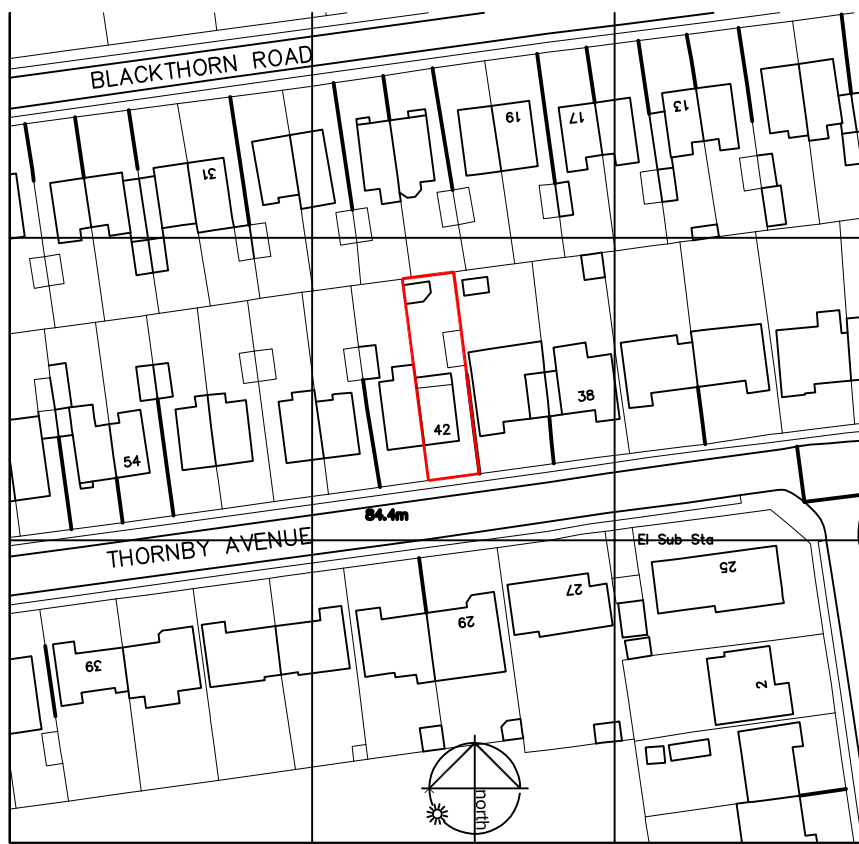 BLACKTHORN ROAD
19
17
13
31
38
42
54
84.4m
THORNBY AVENUE
El Sub Sta
25
27
29
39
2
north